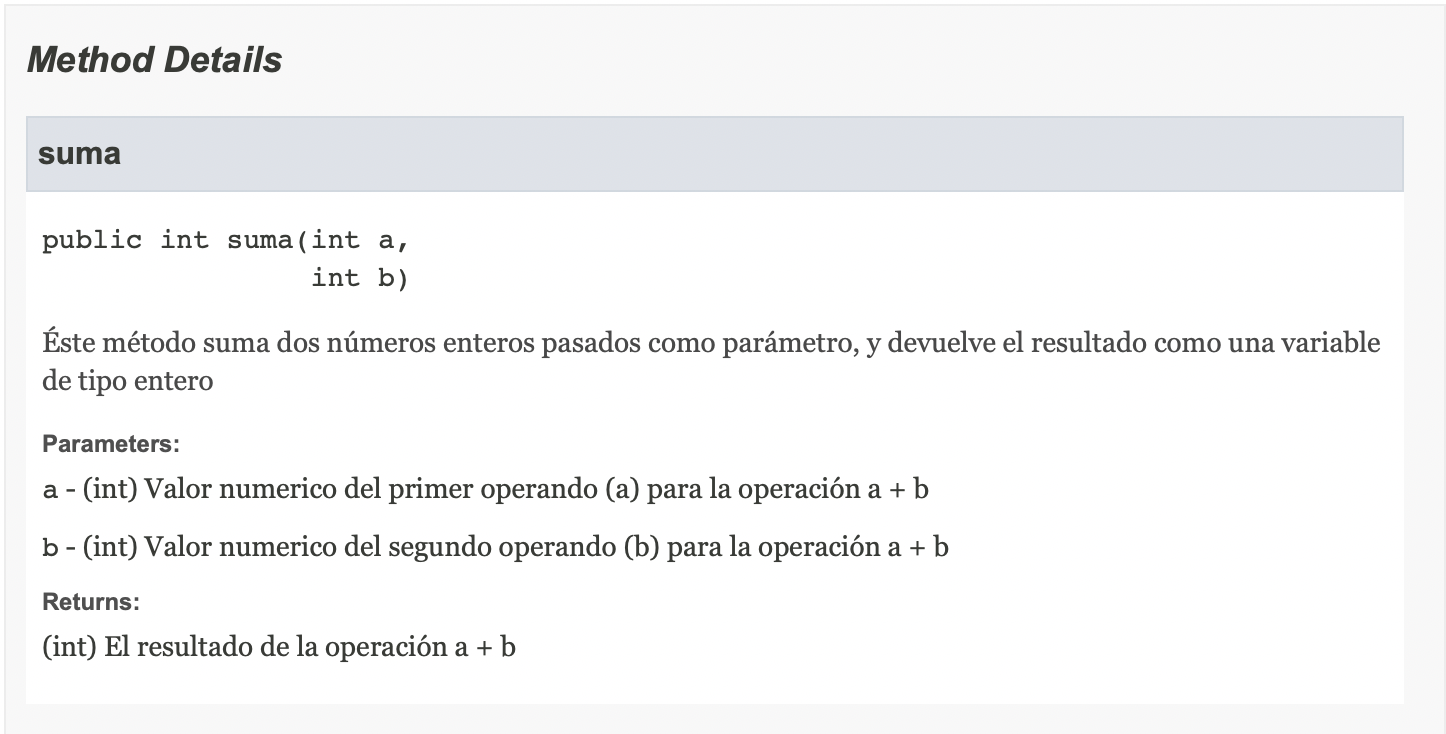 Method Details
suma
public int suma(int a,
int b)
Éste método suma dos números enteros pasados como parámetro, y devuelve el resultado como una variable
de tipo entero
Parameters:
a - (int) Valor numerico del primer operando (a) para la operación a + b
b - (int) Valor numerico del segundo operando (b) para la operación a + b
Returns:
(int) El resultado de la operación a + b